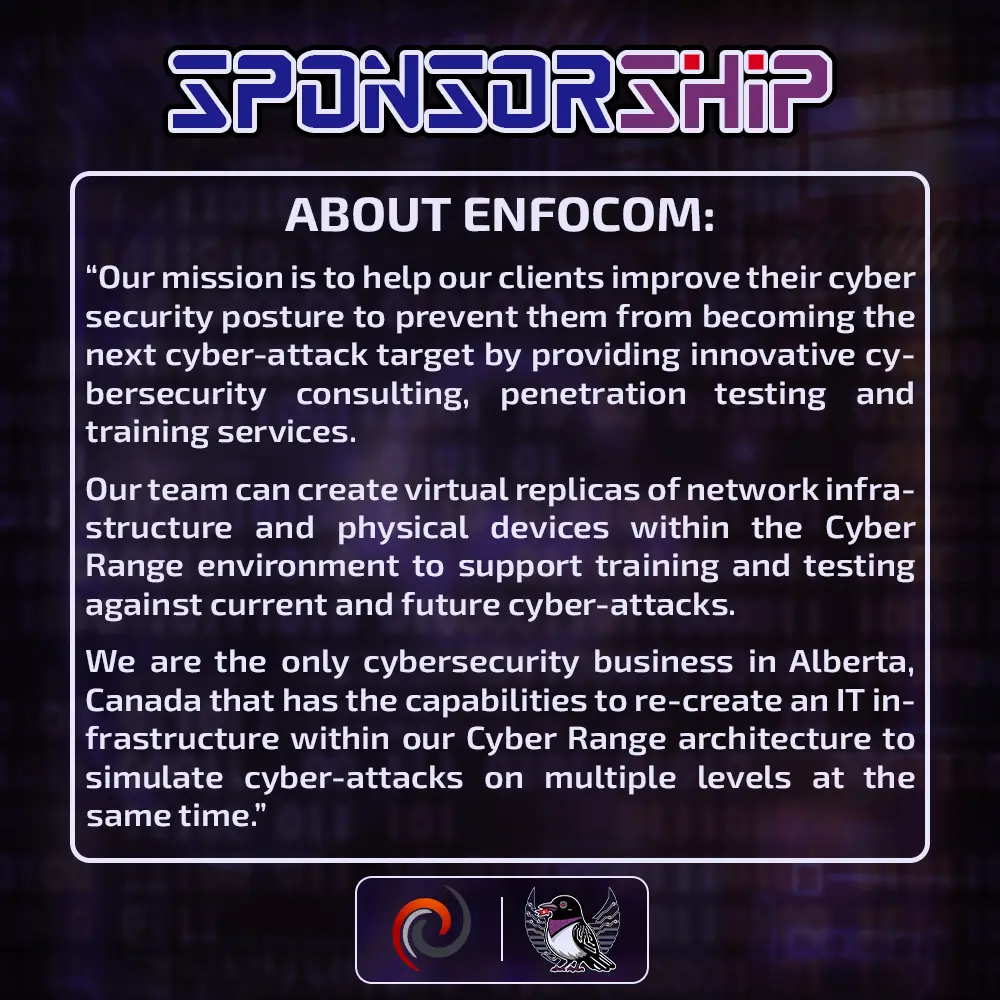 SPONSORSHIP
ABOUT ENFOCOM:
“Our mission is to help our clients improve their cyber
security posture to prevent them from becoming the
next cyber-attack target by providing innovative cy-
bersecurity consulting, penetration testing and
training services.
Our team can create virtual replicas of network infra-
structure and physical devices within the Cyber
Range environment to support training and testing
against current and future cyber-attacks.
We are the only cybersecurity business in Alberta,
Canada that has the capabilities to re-create an IT in-
frastructure within our Cyber Range architecture to
simulate cyber-attacks on multiple levels at the
same time.”